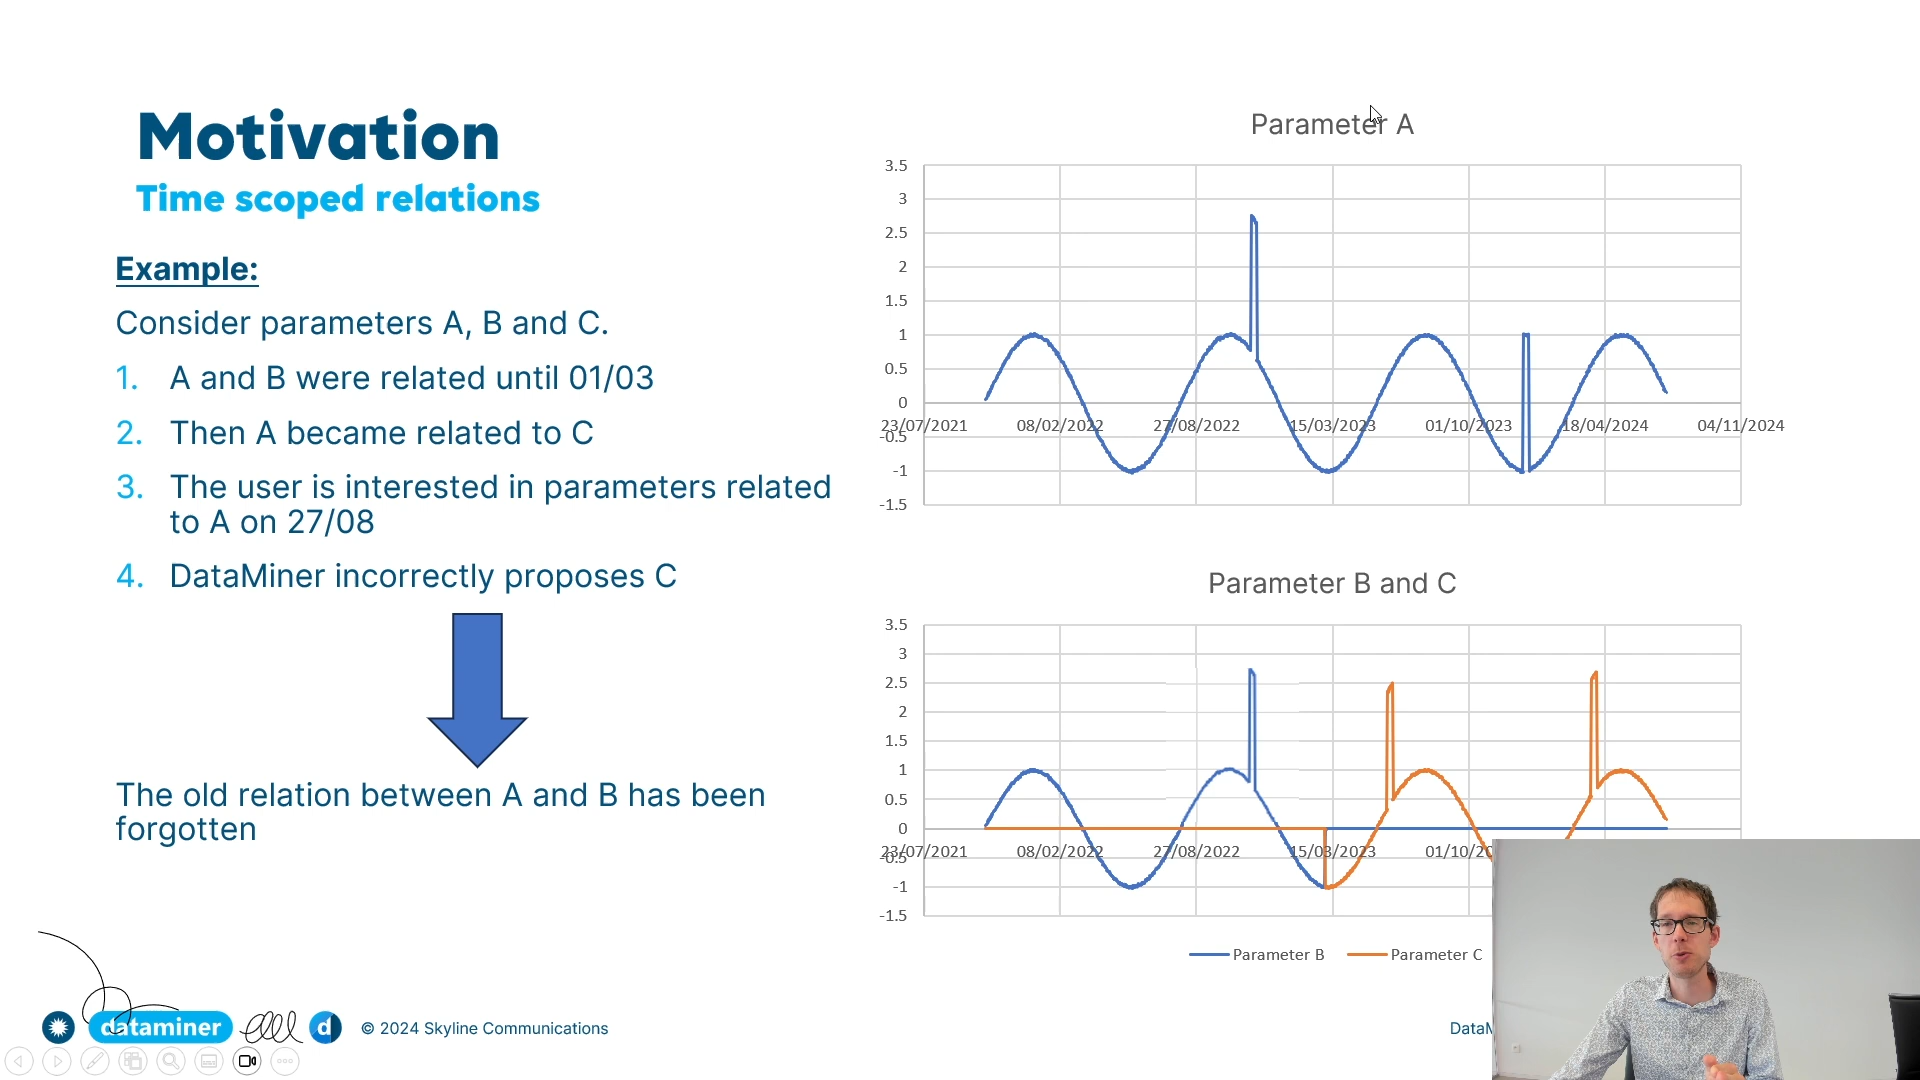 Motivation
Time scoped relations
Example:
Consider parameters A, B and C.
1. A and B were related until 01/03
2. Then A became related to C
3. The user is interested in parameters related
to A on 27/08
4. DataMiner incorrectly proposes C
The old relation between A and B has been
forgotten
Parameter A
3.5
3
2.5
2
1.5
1
0.5
0
-0.5
-1
-1.5
23/07/2021 08/02/2022 27/08/2022 15/03/2023 01/10/2023 18/04/2024 04/11/2024
Parameter B and C
3.5
3
2.5
2
1.5
1
0.5
0
-0.5
-1
-1.5
23/07/2021 08/02/2022 27/08/2022 15/03/2023 01/10/20
Parameter B Parameter C
dataminer d © 2024 Skyline Communications
DataM